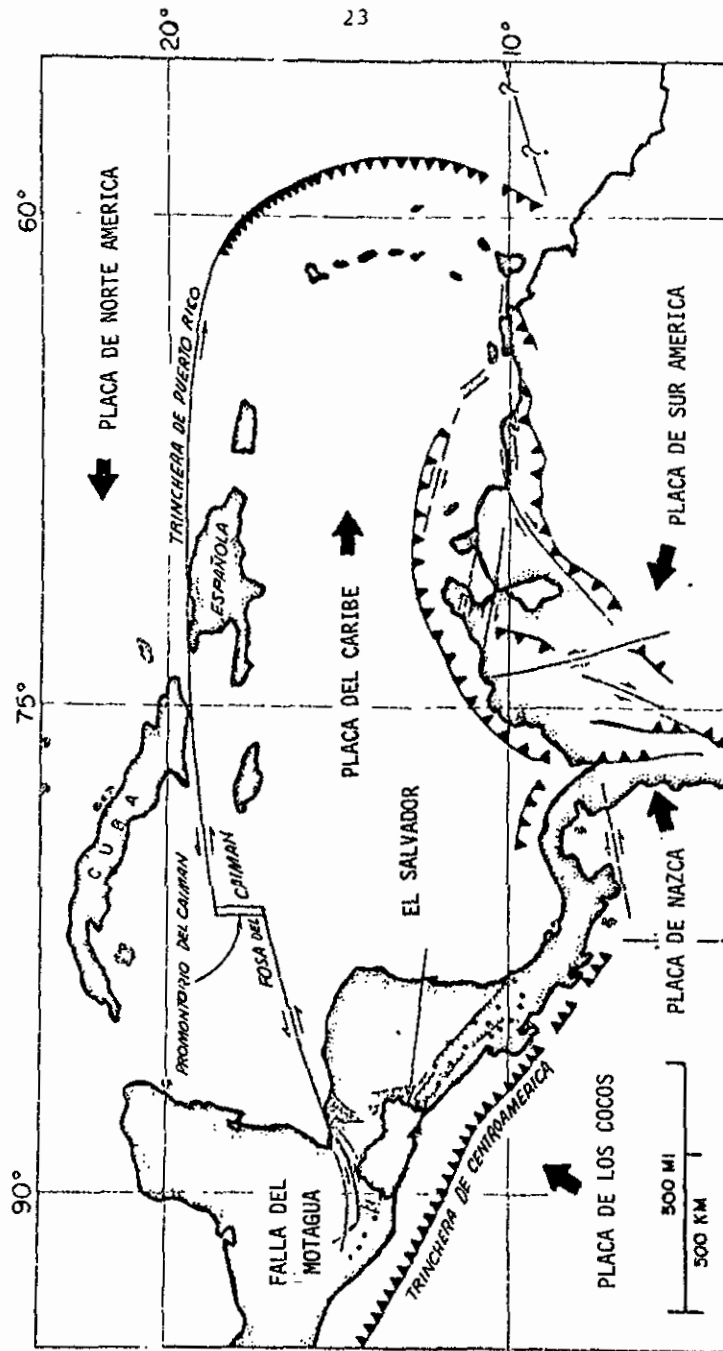 23
60°
75°
90°
20°
10°
PLACA DE NORTE AMERICA
TRINCHERA DE PUERTO RICO
CUBA
ESPAÑOLA
PROMONTORIO DEL CAIMAN
FOSA DEL CAIMAN
PLACA DEL CARIBE
EL SALVADOR
FALLA DEL
MOTAGUA
TRINCHERA DE CENTROAMERICA
PLACA DE LOS COCOS
PLACA DE NAZCA
PLACA DE SUR AMERICA
?
?
500 MI
500 KM